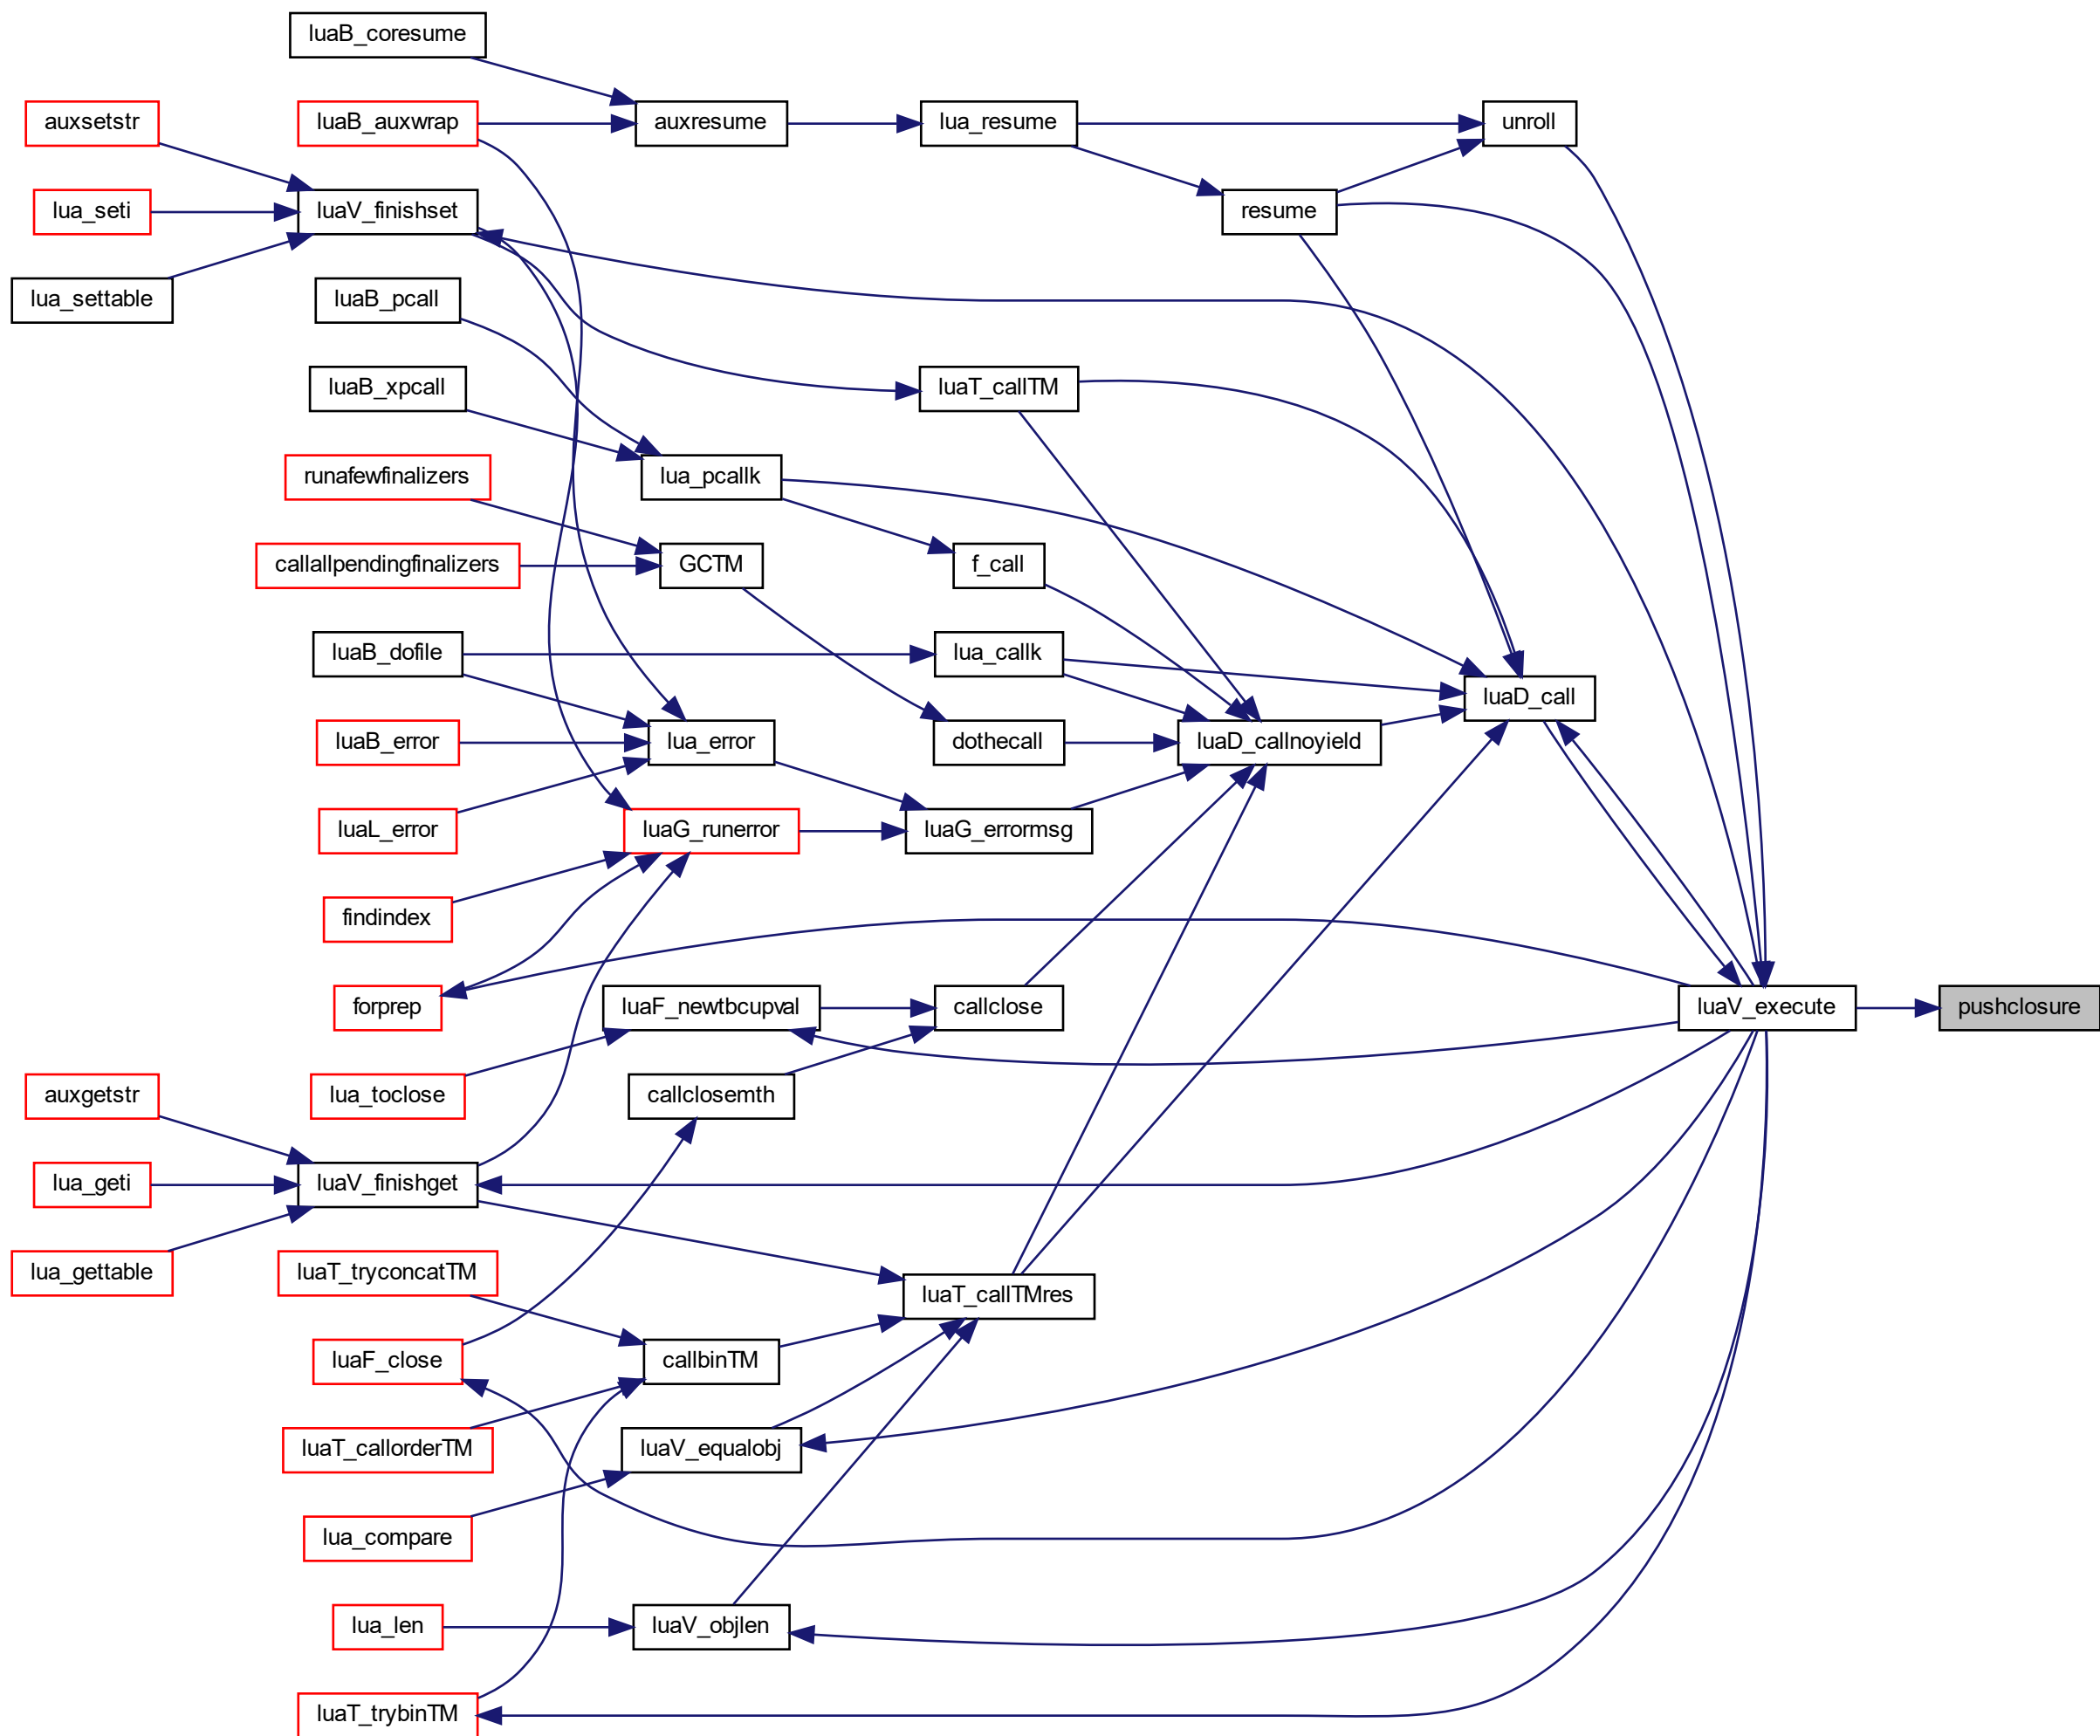 luaB_coresume
auxsetstr
luaB_auxwrap
auxresume
lua_resume
unroll
lua_seti
luaV_finishset
resume
lua_settable
luaB_pcall
luaB_xpcall
luaT_callTM
runafewfinalizers
lua_pcallk
callallpendingfinalizers
GCTM
f_call
luaB_dofile
lua_callk
luaD_call
luaB_error
lua_error
dothecall
luaD_callnoyield
luaL_error
luaG_runerror
luaG_errormsg
findindex
forprep
luaF_newtbcupval
callclose
luaV_execute
pushclosure
auxgetstr
lua_toclose
callclosemth
lua_geti
luaV_finishget
lua_gettable
luaT_tryconcatTM
luaT_callTMres
luaF_close
callbinTM
luaT_callorderTM
luaV_equalobj
lua_compare
lua_len
luaV_objlen
luaT_trybinTM